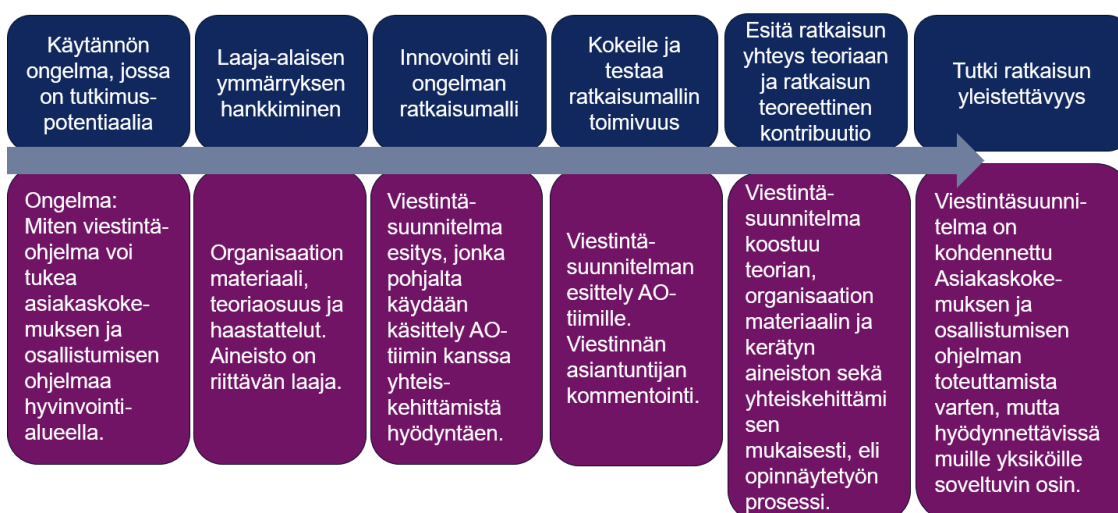 Käytännön
ongelma, jossa
on tutkimus-
potentiaalia
Laaja-alaisen
ymmärryksen
hankkiminen
Innovointi eli
ongelman
ratkaisumalli
Kokeile ja
testaa
ratkaisumallin
toimivuus
Esitä ratkaisun
yhteys teoriaan
ja ratkaisun
teoreettinen
kontribuutio
Tutki ratkaisun
yleistettävyys
Ongelma:
Miten viestintä-
ohjelma voi
tukea
asiakaskoke-
muksen ja
osallistumisen
ohjelmaa
hyvinvointi-
alueella.
Organisaation
materiaali,
teoriaosuus ja
haastattelut.
Aineisto on
riittävän laaja.
Viestintä-
suunnitelma
esitys, jonka
pohjalta
käydään
käsittely AO-
tiimin kanssa
yhteis-
kehittämistä
hyödyntäen.
Viestintä-
suunnitelman
esittely AO-
tiimille.
Viestinnän
asiantuntijan
kommentointi.
Viestintä-
suunnitelma
koostuu
teorian,
organisaation
materiaalin ja
kerätyn
aineiston sekä
yhteiskehittämi
sen
mukaisesti, eli
opinnäytetyön
prosessi.
Viestintäsuunni-
telma on
kohdennettu
Asiakaskoke-
muksen ja
osallistumisen
ohjelman
toteuttamista
varten, mutta
hyödynnettävissä
muille yksiköille
soveltuvin osin.